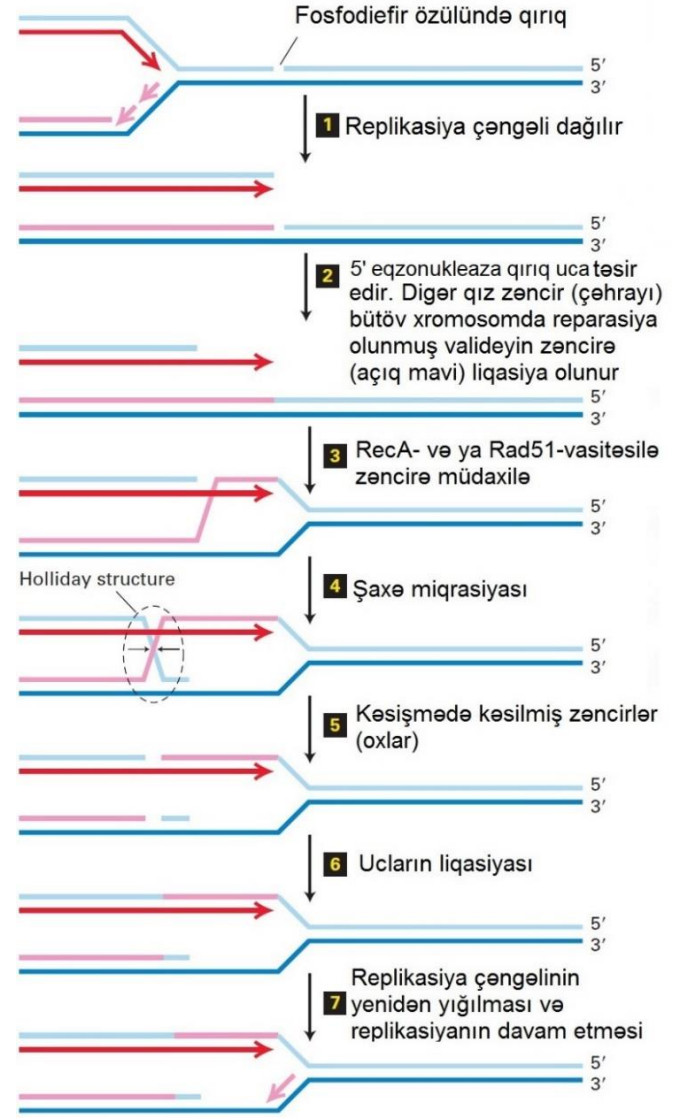 Fosfodiefir özülündə qırıq
5′
3′
1 Replikasiya çəngəli dağılır
5′
3′
2 5' eqzonukleaza qırıq uca təsir
edir. Digər qız zəncir (çəhrayı)
bütöv xromosomda reparasiya
olunmuş valideyin zəncirə
(açıq mavi) liqasiya olunur
5′
3′
3 RecA- və ya Rad51-vasitəsilə
zəncirə müdaxilə
5′
3′
Holliday structure
4 Şaxə miqrasiyası
5′
3′
5 Kəsişmədə kəsilmiş zəncirlər
(oxlar)
5′
3′
6 Ucların liqasiyası
5′
3′
7 Replikasiya çəngəlinin
yenidən yığılması və
replikasiyanın davam etməsi
5′
3′